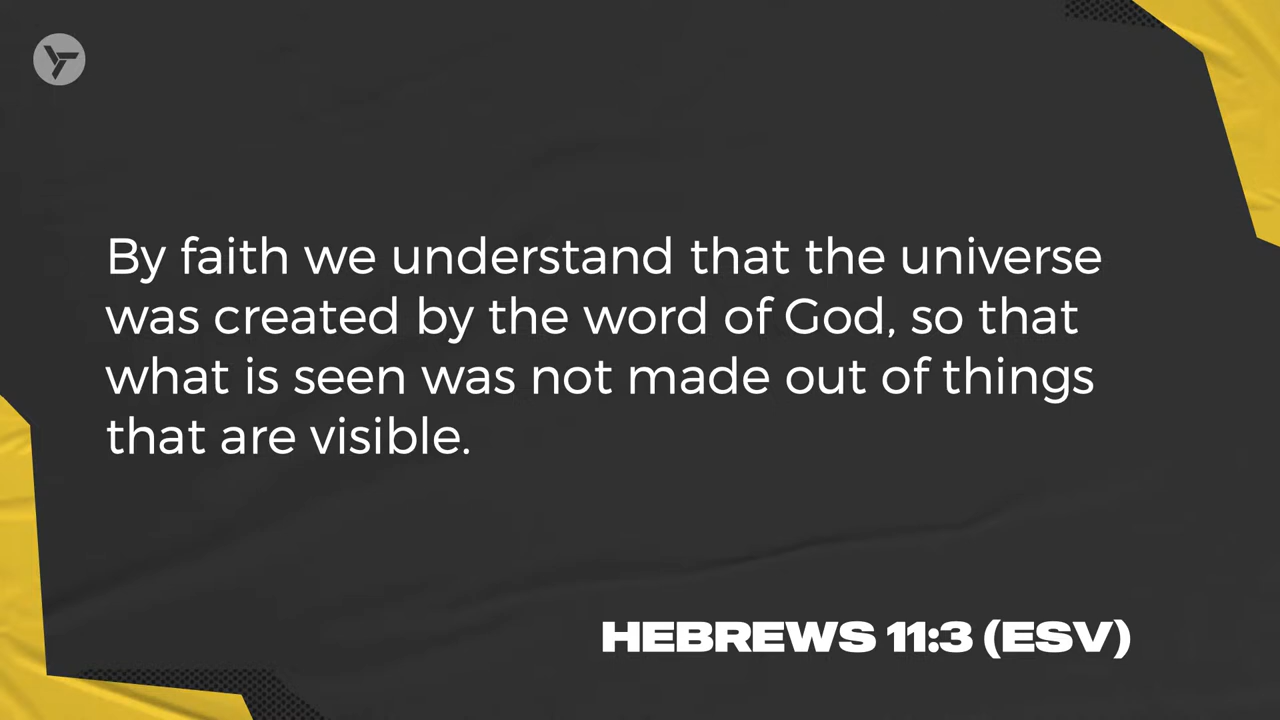 By faith we understand that the universe
was created by the word of God, so that
what is seen was not made out of things
that are visible.
HEBREWS 11:3 (ESV)